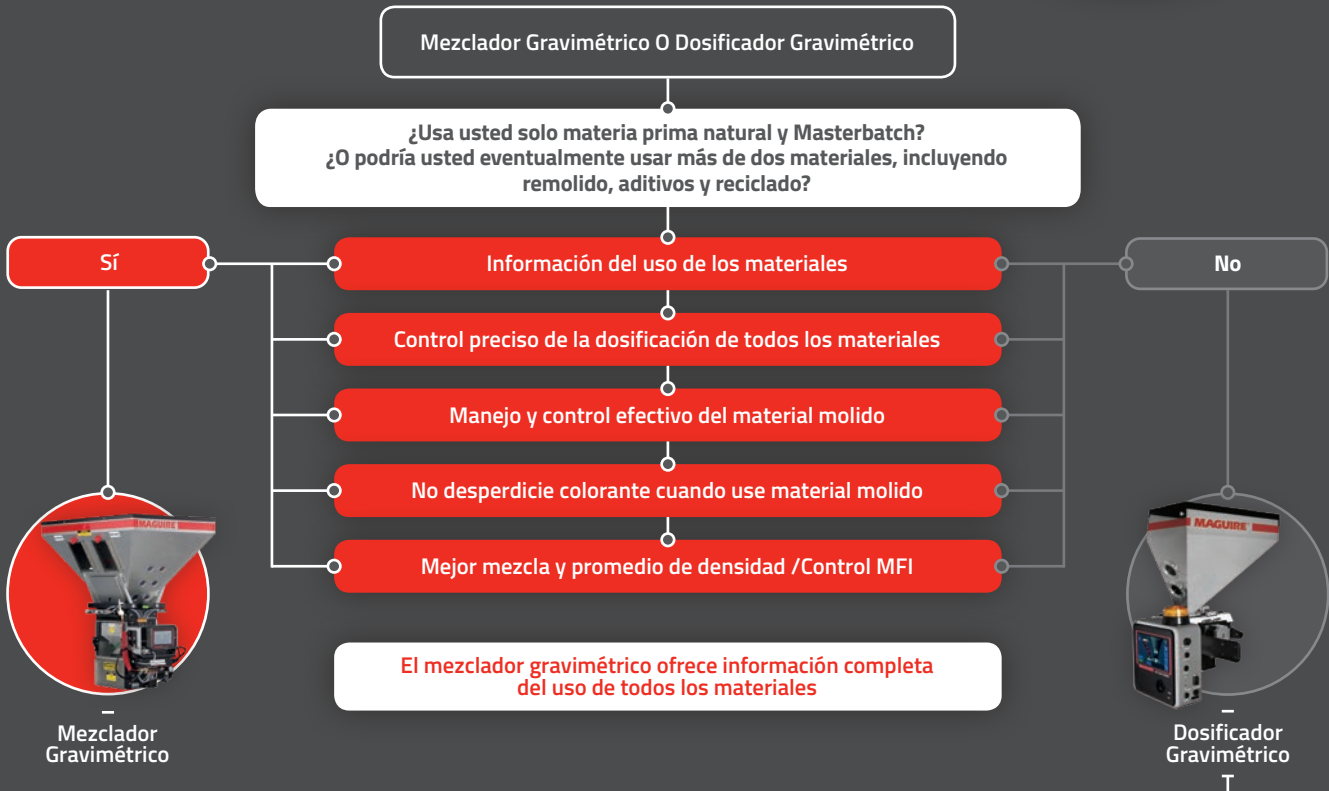 Mezclador Gravimétrico O Dosificador Gravimétrico
¿Usa usted solo materia prima natural y Masterbatch?
¿O podría usted eventualmente usar más de dos materiales, incluyendo
remolido, aditivos y reciclado?
Sí
Información del uso de los materiales
No
Control preciso de la dosificación de todos los materiales
Manejo y control efectivo del material molido
No desperdicie colorante cuando use material molido
Mejor mezcla y promedio de densidad /Control MFI
MAGUIRE
MAGUIRE
El mezclador gravimétrico ofrece información completa
del uso de todos los materiales
Mezclador
Gravimétrico
Dosificador
Gravimétrico